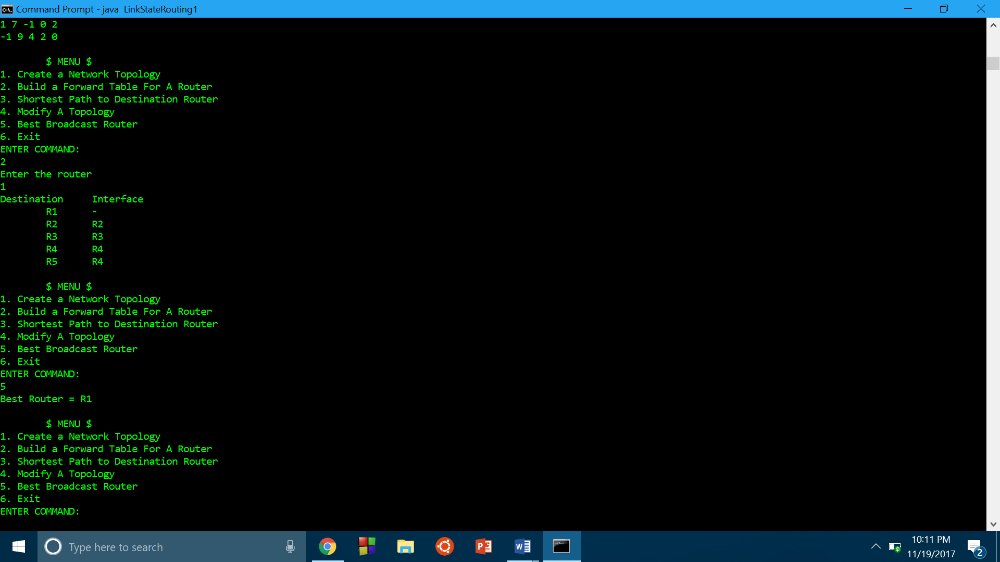 Command Prompt - java  LinkStateRouting1
1 7 -1 0 2
-1 9 4 2 0
$ MENU $
1. Create a Network Topology
2. Build a Forward Table For A Router
3. Shortest Path to Destination Router
4. Modify A Topology
5. Best Broadcast Router
6. Exit
ENTER COMMAND:
2
Enter the router
1
Destination     Interface
R1      -
R2      R2
R3      R3
R4      R4
R5      R4
$ MENU $
1. Create a Network Topology
2. Build a Forward Table For A Router
3. Shortest Path to Destination Router
4. Modify A Topology
5. Best Broadcast Router
6. Exit
ENTER COMMAND:
5
Best Router = R1
$ MENU $
1. Create a Network Topology
2. Build a Forward Table For A Router
3. Shortest Path to Destination Router
4. Modify A Topology
5. Best Broadcast Router
6. Exit
ENTER COMMAND:
Type here to search
10:11 PM
11/19/2017
2